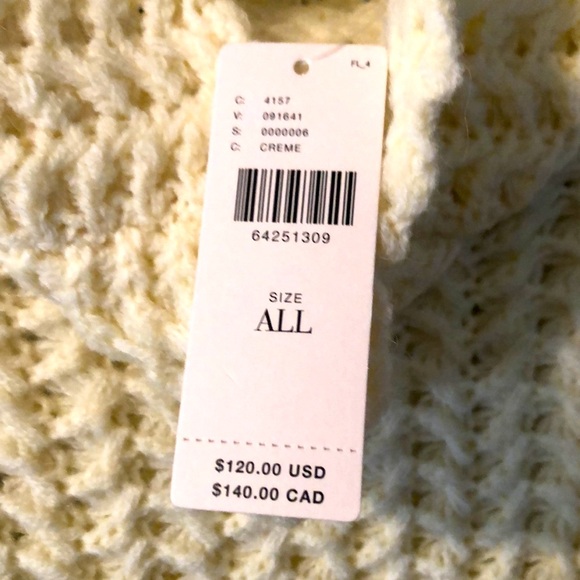 FL_4
C: 4157
V: 091641
S: 0000006
C: CREME
64251309
SIZE
ALL
$120.00 USD
$140.00 CAD